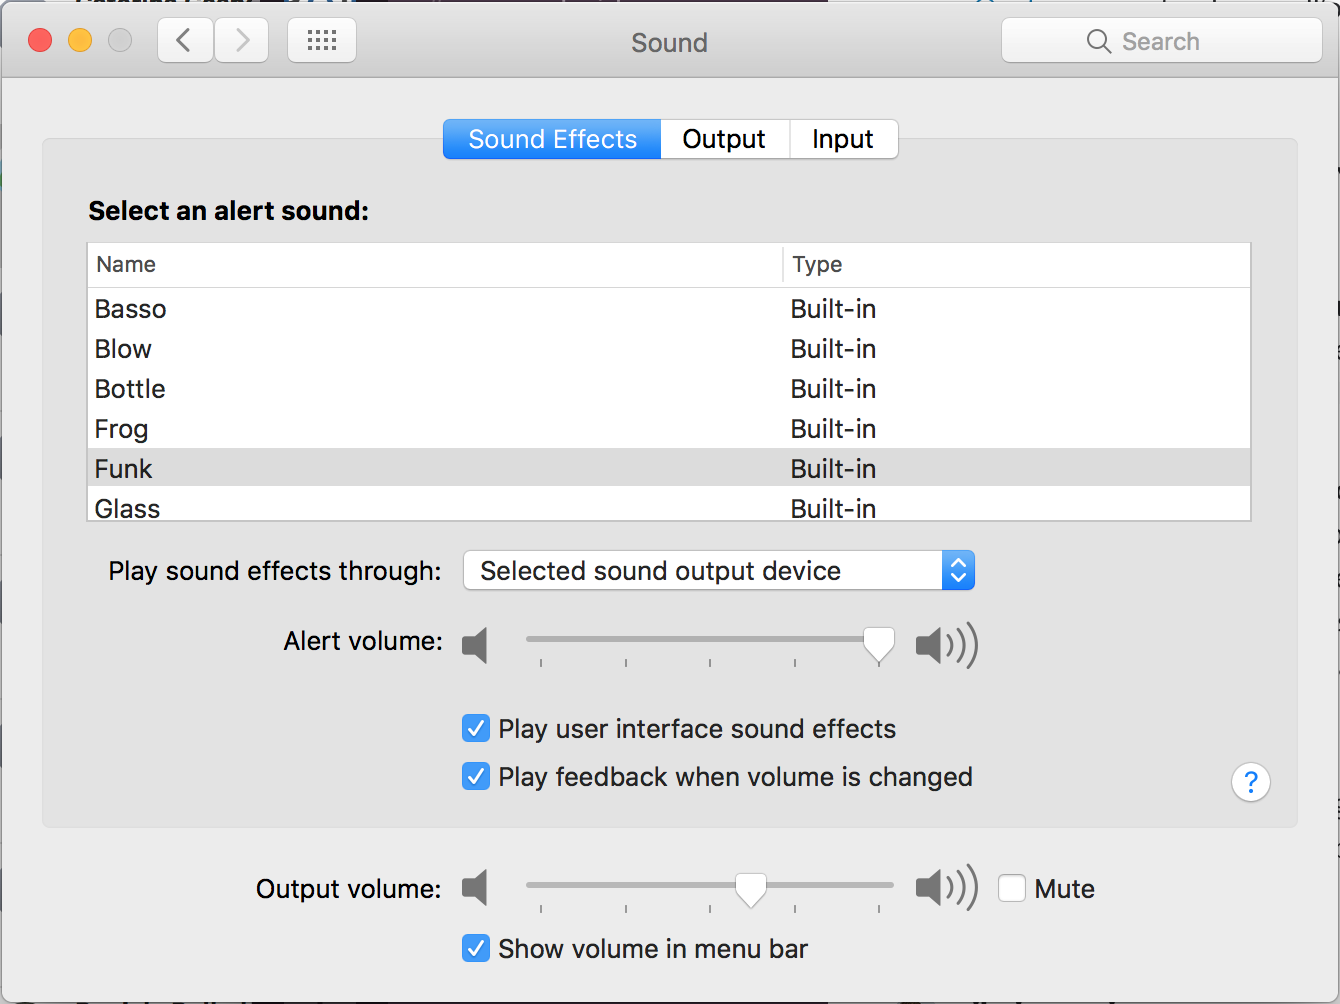 Sound
Search
Sound Effects Output Input
Select an alert sound:
Name Type
Basso Built-in
Blow Built-in
Bottle Built-in
Frog Built-in
Funk Built-in
Glass Built-in
Play sound effects through: Selected sound output device
Alert volume:
Play user interface sound effects
Play feedback when volume is changed
?
Output volume: Mute
Show volume in menu bar